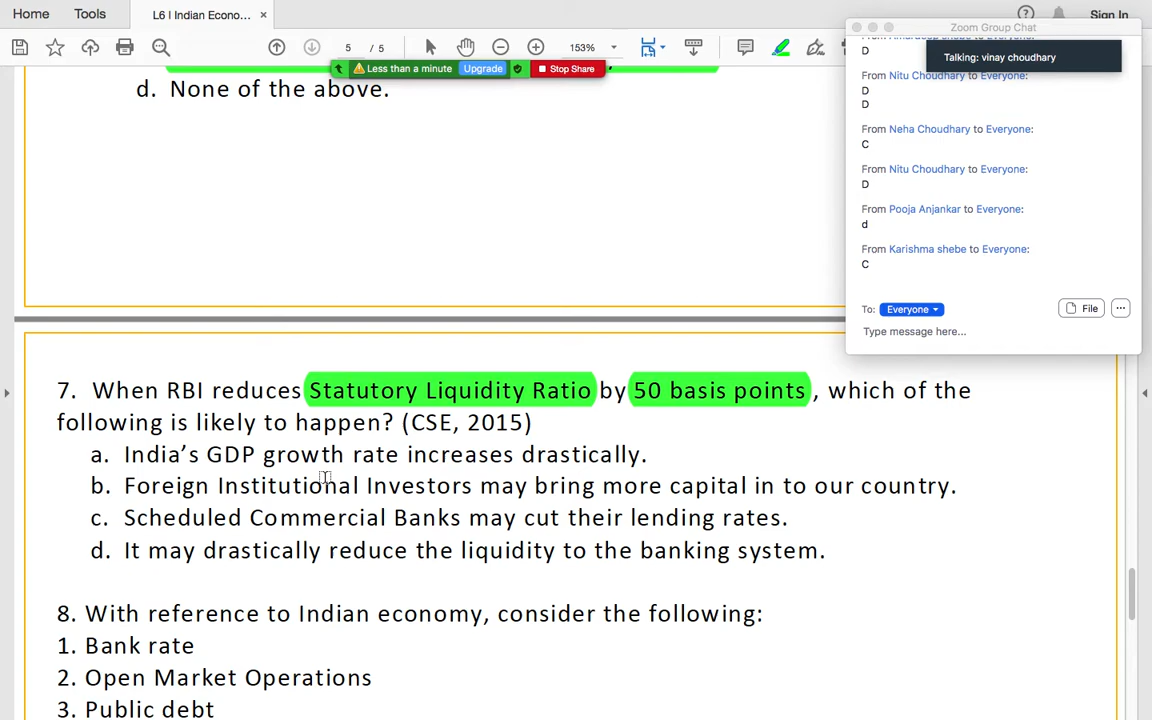 Home Tools L6 I Indian Econo... × Sign In
5 / 5 153%
Less than a minute Upgrade Stop Share
d. None of the above.
7. When RBI reduces Statutory Liquidity Ratio by 50 basis points, which of the
following is likely to happen? (CSE, 2015)
a. India's GDP growth rate increases drastically.
b. Foreign Institutional Investors may bring more capital in to our country.
c. Scheduled Commercial Banks may cut their lending rates.
d. It may drastically reduce the liquidity to the banking system.
8. With reference to Indian economy, consider the following:
1. Bank rate
2. Open Market Operations
3. Public debt
Zoom Group Chat
D
Talking: vinay choudhary
From Nitu Choudhary to Everyone:
D
D
From Neha Choudhary to Everyone:
C
From Nitu Choudhary to Everyone:
D
From Pooja Anjankar to Everyone:
d
From Karishma shebe to Everyone:
C
To: Everyone File ...
Type message here...